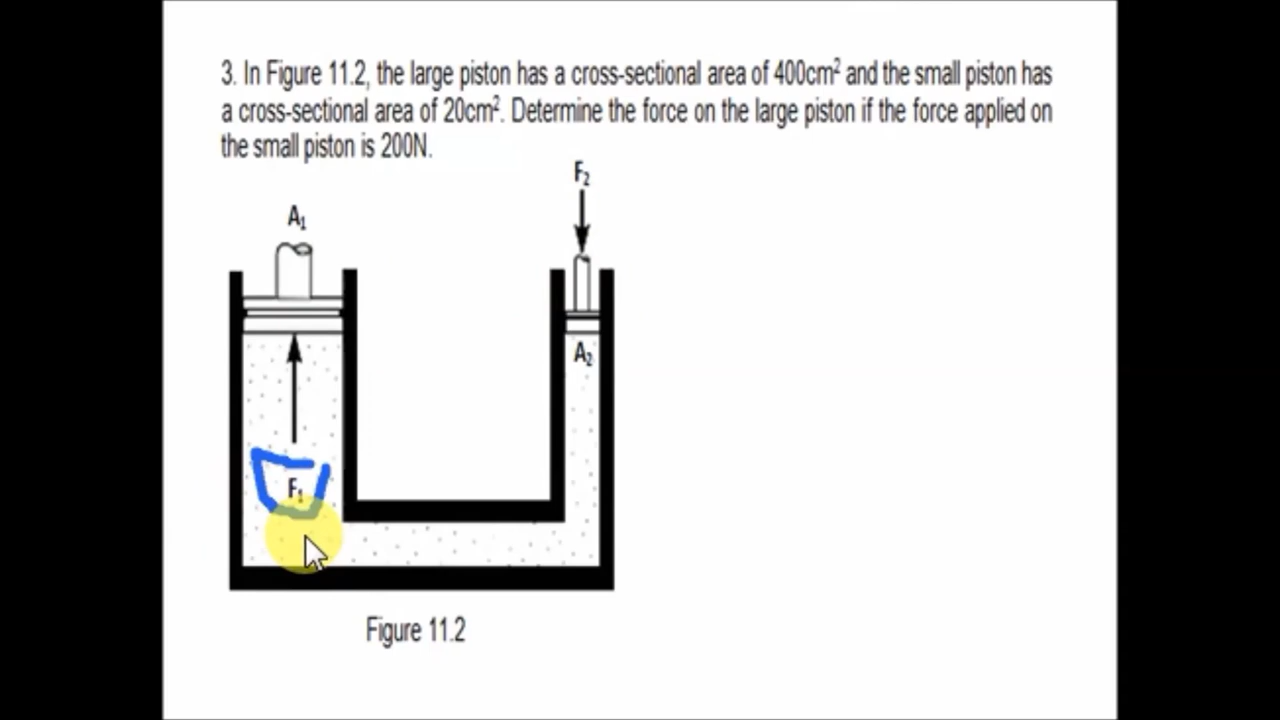 3. In Figure 11.2, the large piston has a cross-sectional area of 400cm² and the small piston has
a cross-sectional area of 20cm². Determine the force on the large piston if the force applied on
the small piston is 200N.
F₂
A₁
A₂
F₁
Figure 11.2